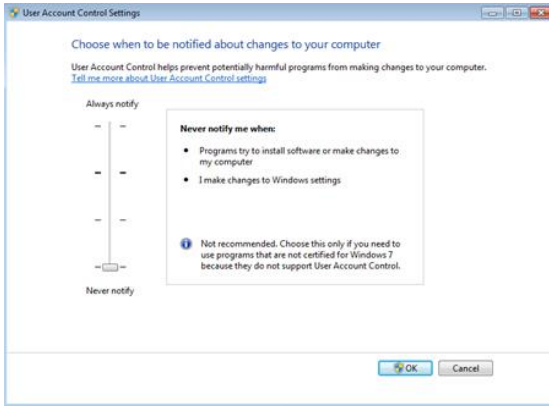 User Account Control Settings
Choose when to be notified about changes to your computer
User Account Control helps prevent potentially harmful programs from making changes to your computer.
Tell me more about User Account Control settings
Always notify
Never notify me when:
• Programs try to install software or make changes to
my computer
• I make changes to Windows settings
Not recommended. Choose this only if you need to
use programs that are not certified for Windows 7
because they do not support User Account Control.
Never notify
OK
Cancel